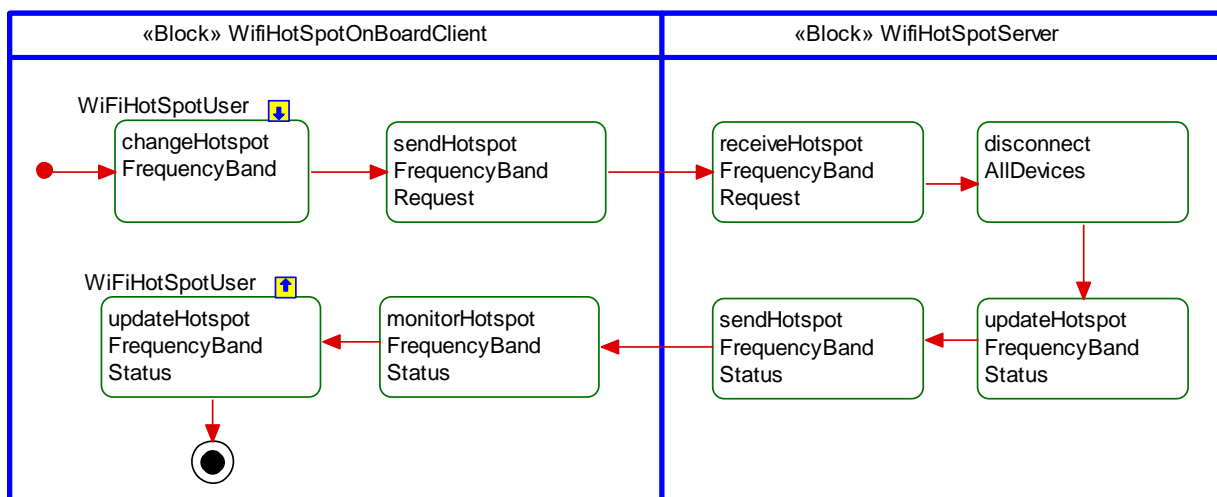 «Block» WifiHotSpotOnBoardClient
«Block» WifiHotSpotServer
WiFiHotSpotUser
changeHotspot
FrequencyBand
sendHotspot
FrequencyBand
Request
receiveHotspot
FrequencyBand
Request
disconnect
AllDevices
WiFiHotSpotUser
updateHotspot
FrequencyBand
Status
monitorHotspot
FrequencyBand
Status
sendHotspot
FrequencyBand
Status
updateHotspot
FrequencyBand
Status